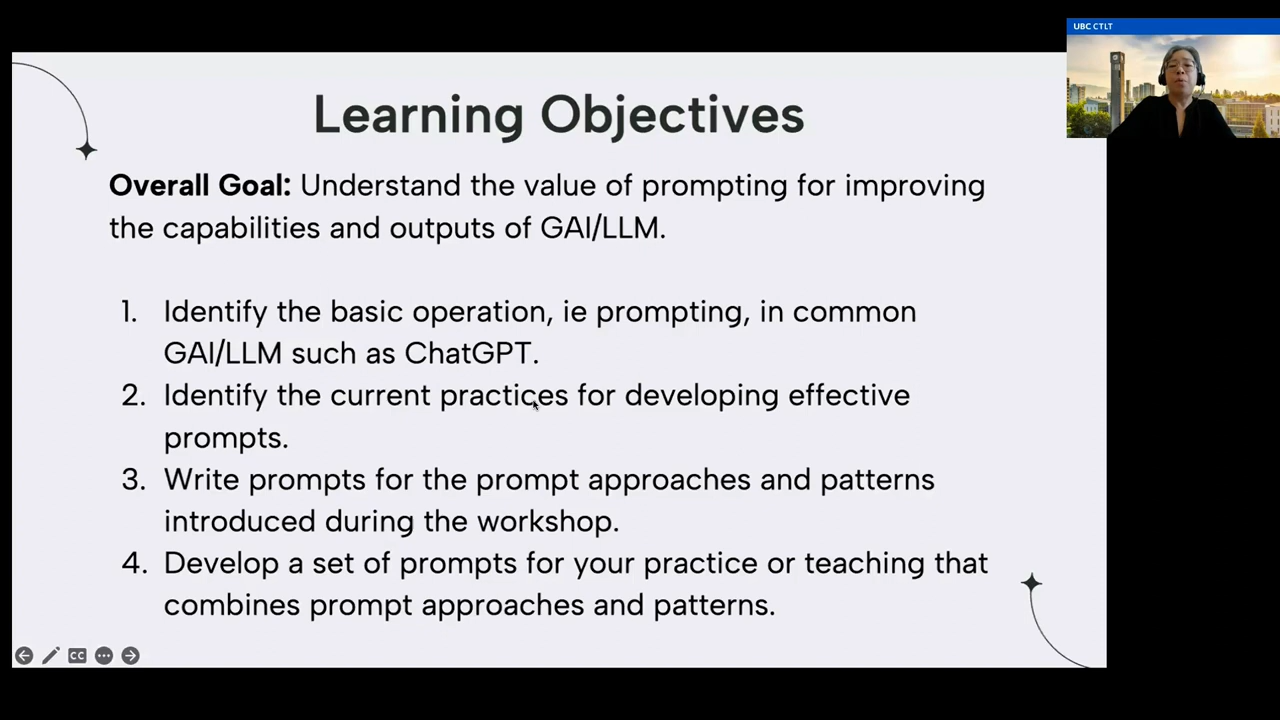 UBC CTLT
Learning Objectives
Overall Goal: Understand the value of prompting for improving
the capabilities and outputs of GAI/LLM.
1. Identify the basic operation, ie prompting, in common
GAI/LLM such as ChatGPT.
2. Identify the current practices for developing effective
prompts.
3. Write prompts for the prompt approaches and patterns
introduced during the workshop.
4. Develop a set of prompts for your practice or teaching that
combines prompt approaches and patterns.
CC